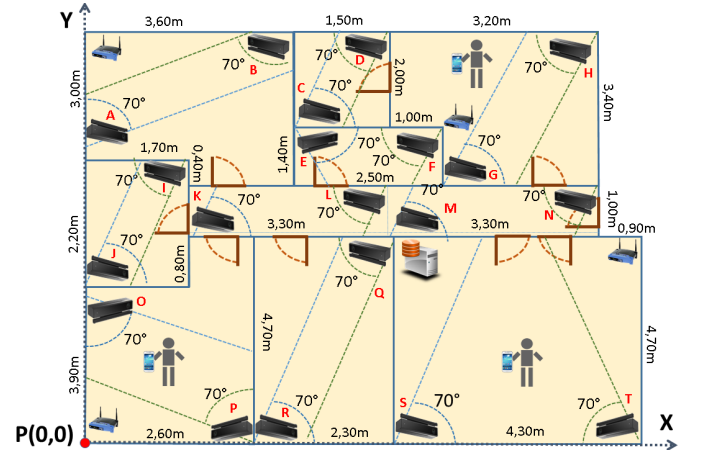 Y
3,60m
1,50m
3,20m
B
D
H
70°
70°
70°
3,00m
A
70°
C
70°
2,00m
3,40m
1,00m
1,70m
0,40m
1,40m
E
70°
70°
F
70°
G
70°
I
2,50m
K
70°
L
70°
70°
M
N
70°
1,00m
0,90m
2,20m
J
70°
0,80m
3,30m
3,30m
O
70°
70°
Q
4,70m
4,70m
3,90m
70°
P
R
70°
S
70°
70°
T
P(0,0)
2,60m
2,30m
4,30m
X